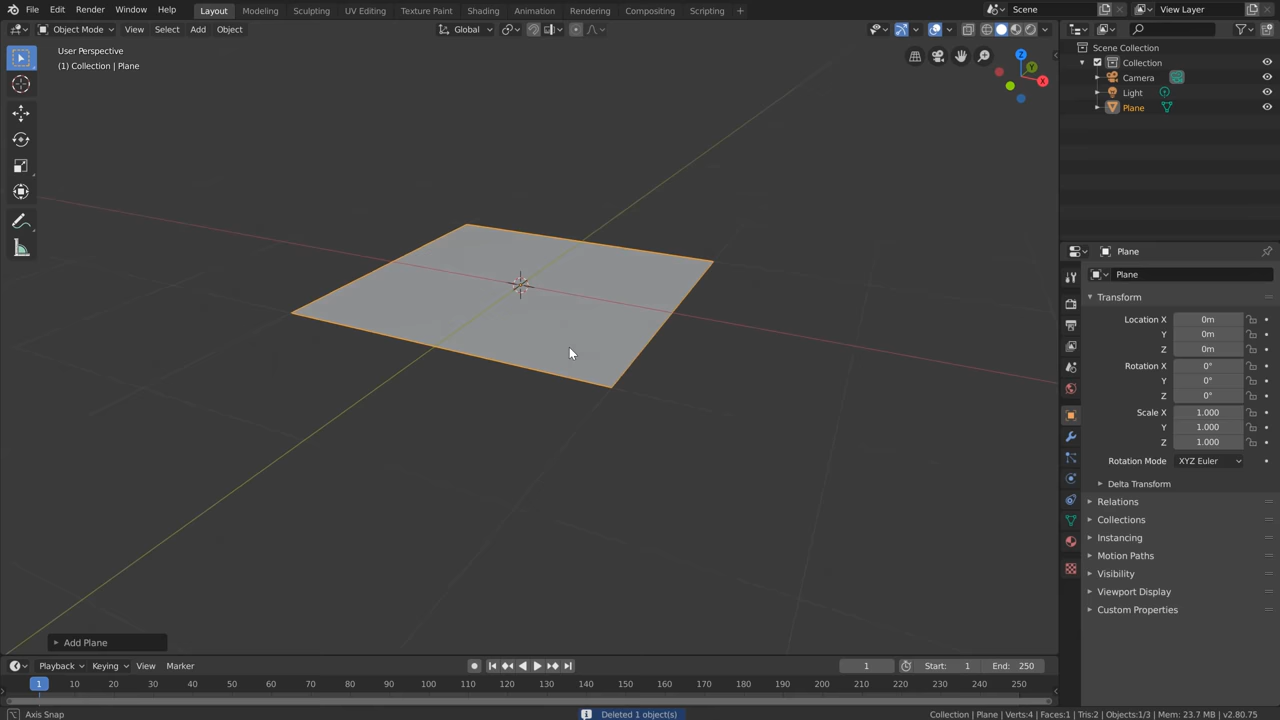 File Edit Render Window Help Layout Modeling Sculpting UV Editing Texture Paint Shading Animation Rendering Compositing Scripting + Scene View Layer
Object Mode View Select Add Object Global
User Perspective
(1) Collection | Plane
Z
Y
X
Scene Collection
Collection
Camera
Light
Plane
Plane
Plane
Transform
Location X 0m
Y 0m
Z 0m
Rotation X 0°
Y 0°
Z 0°
Scale X 1.000
Y 1.000
Z 1.000
Rotation Mode XYZ Euler
Delta Transform
Relations
Collections
Instancing
Motion Paths
Visibility
Viewport Display
Custom Properties
Add Plane
Playback Keying View Marker 1 Start: 1 End: 250
1 10 20 30 40 50 60 70 80 90 100 110 120 130 140 150 160 170 180 190 200 210 220 230 240 250
Axis Snap Deleted 1 object(s) Collection | Plane | Verts:4 | Faces:1 | Tris:2 | Objects:1/3 | Mem: 23.7 MB | v2.80.75